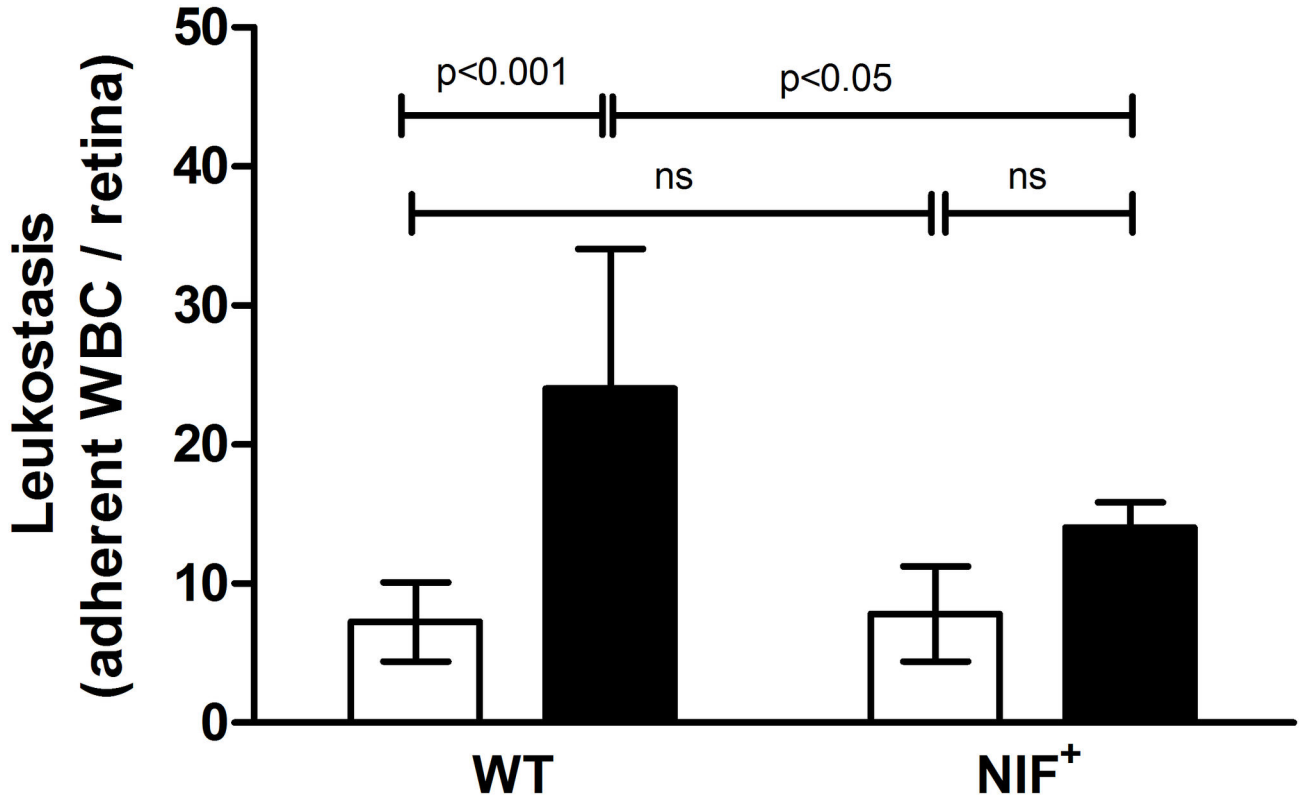 Leukostasis
(adherent WBC / retina)
50
40
30
20
10
0
p<0.001
p<0.05
ns
ns
WT
NIF⁺